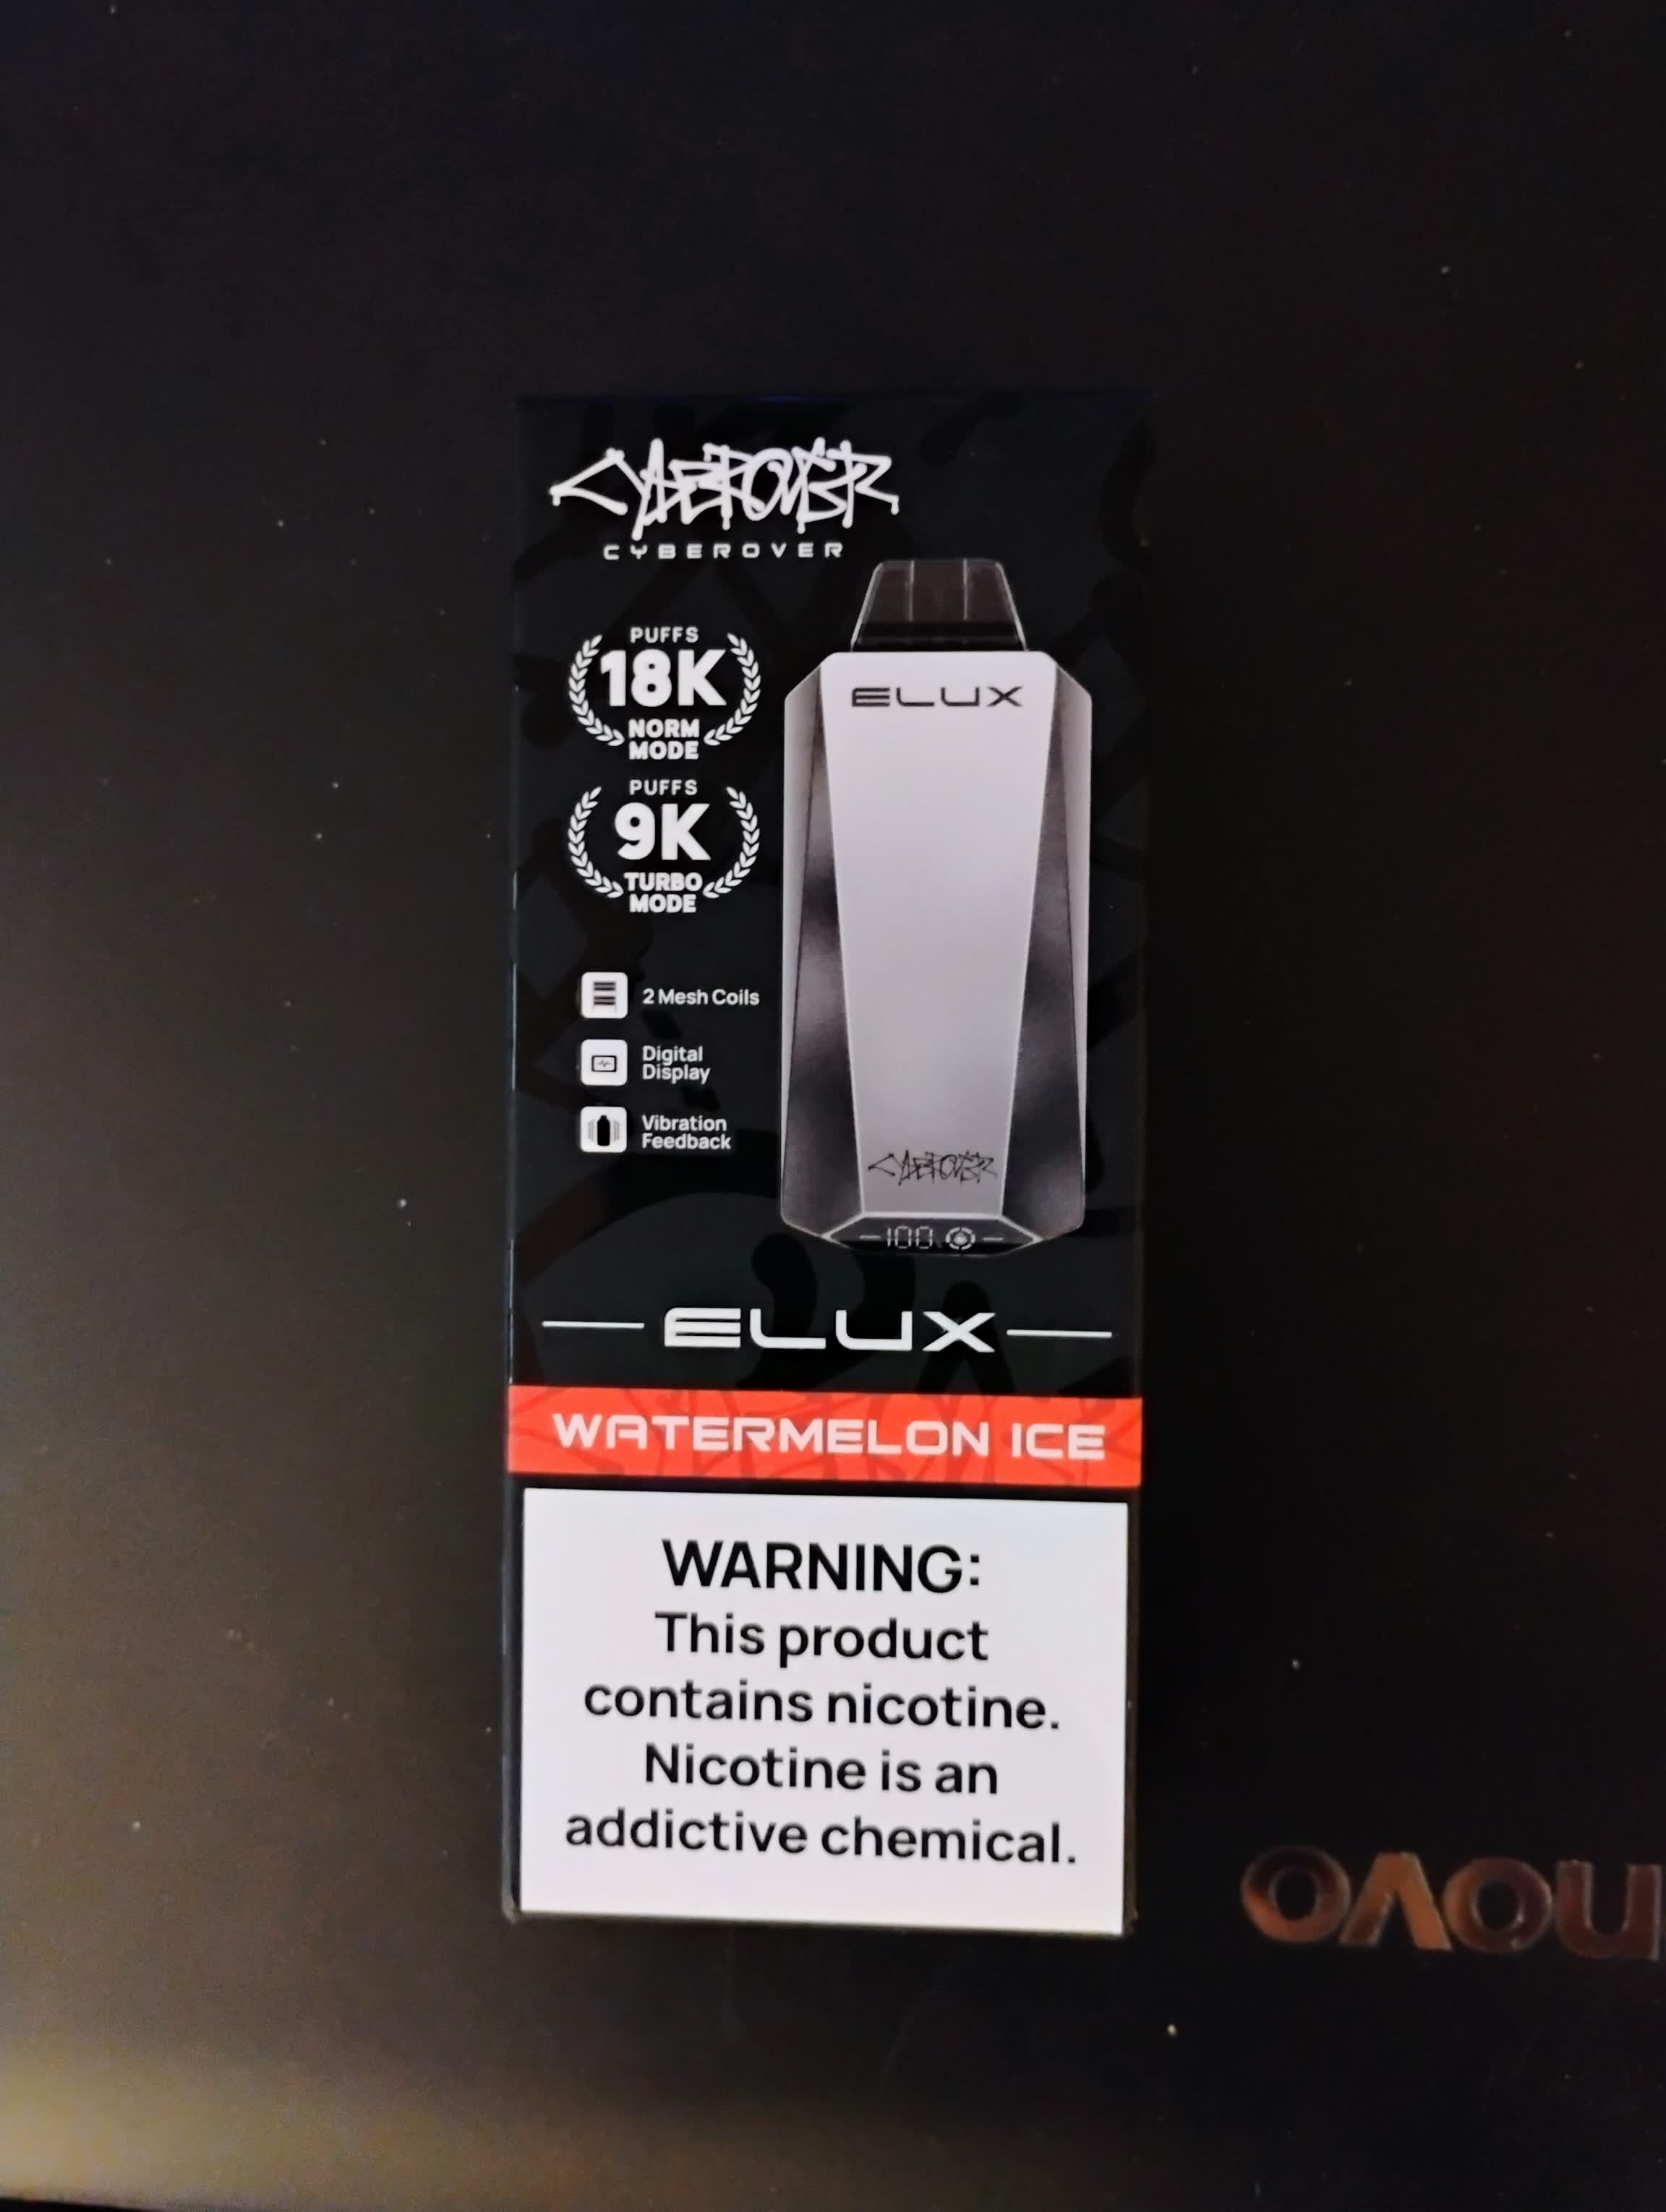 CYBEROVER
CYBEROVER
PUFFS
18K
NORM
MODE
PUFFS
9K
TURBO
MODE
2 Mesh Coils
Digital
Display
Vibration
Feedback
ELUX
CYBEROVER
100
ELUX
WATERMELON ICE
WARNING:
This product
contains nicotine.
Nicotine is an
addictive chemical.
novo